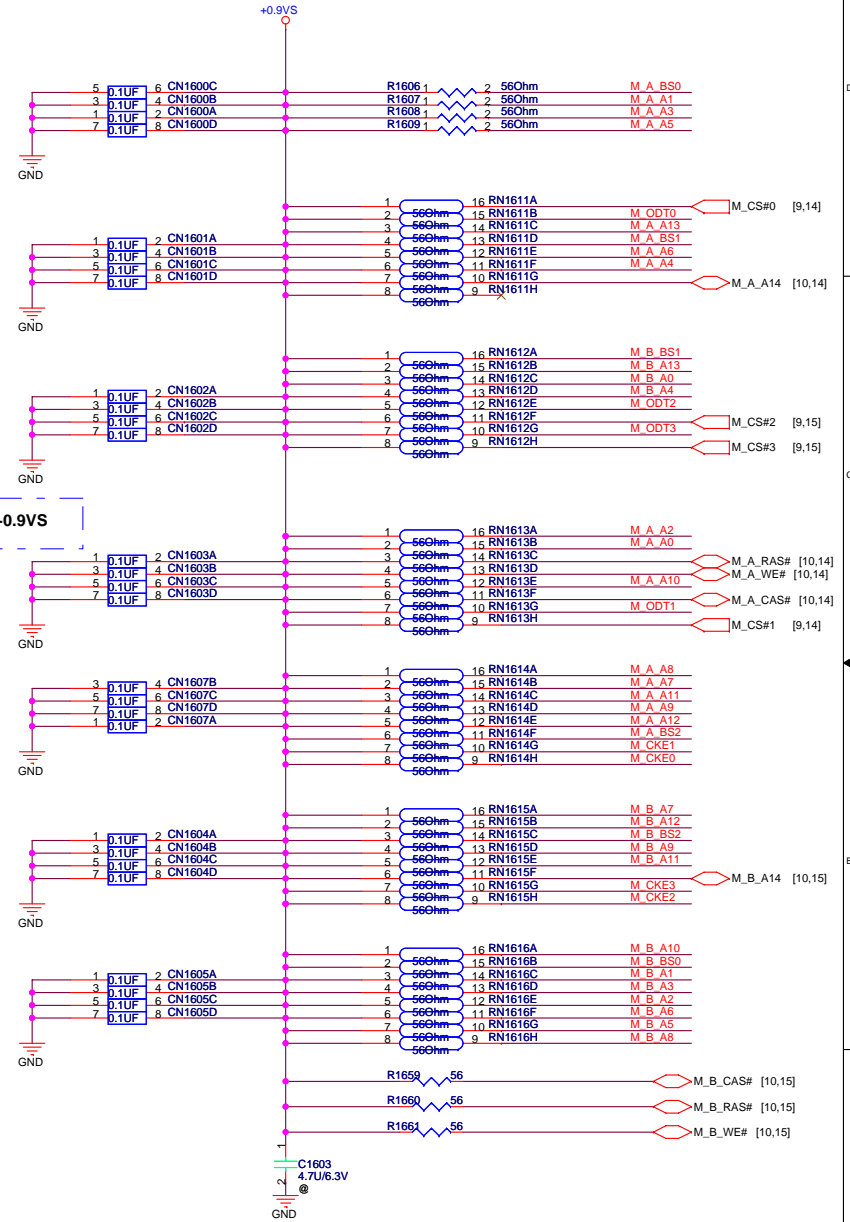 +0.9VS
5 0.1UF 6 CN1600C R1606 1 2 56Ohm M_A_BS0
3 0.1UF 4 CN1600B R1607 1 2 56Ohm M_A_A1
1 0.1UF 2 CN1600A R1608 1 2 56Ohm M_A_A3
7 0.1UF 8 CN1600D R1609 1 2 56Ohm M_A_A5
GND
1 16 RN1611A M_CS#0 [9,14]
2 56Ohm 15 RN1611B M_ODT0
3 14 RN1611C M_A_A13
1 0.1UF 2 CN1601A 4 56Ohm 13 RN1611D M_A_BS1
3 0.1UF 4 CN1601B 5 56Ohm 12 RN1611E M_A_A6
5 0.1UF 6 CN1601C 6 56Ohm 11 RN1611F M_A_A4
7 0.1UF 8 CN1601D 7 56Ohm 10 RN1611G M_A_A14 [10,14]
8 56Ohm 9 RN1611H
56Ohm
GND
1 16 RN1612A M_B_BS1
2 56Ohm 15 RN1612B M_B_A13
3 56Ohm 14 RN1612C M_B_A0
1 0.1UF 2 CN1602A 4 56Ohm 13 RN1612D M_B_A4
3 0.1UF 4 CN1602B 5 56Ohm 12 RN1612E M_ODT2
5 0.1UF 6 CN1602C 6 56Ohm 11 RN1612F M_CS#2 [9,15]
7 0.1UF 8 CN1602D 7 56Ohm 10 RN1612G M_ODT3
8 56Ohm 9 RN1612H M_CS#3 [9,15]
56Ohm
GND
0.9VS
1 16 RN1613A M_A_A2
2 56Ohm 15 RN1613B M_A_A0
1 0.1UF 2 CN1603A 3 56Ohm 14 RN1613C M_A_RAS# [10,14]
3 0.1UF 4 CN1603B 4 56Ohm 13 RN1613D M_A_WE# [10,14]
5 0.1UF 6 CN1603C 5 56Ohm 12 RN1613E M_A_A10
7 0.1UF 8 CN1603D 6 56Ohm 11 RN1613F M_A_CAS# [10,14]
7 56Ohm 10 RN1613G M_ODT1
8 56Ohm 9 RN1613H M_CS#1 [9,14]
56Ohm
GND
1 16 RN1614A M_A_A8
3 0.1UF 4 CN1607B 2 56Ohm 15 RN1614B M_A_A7
5 0.1UF 6 CN1607C 3 56Ohm 14 RN1614C M_A_A11
7 0.1UF 8 CN1607D 4 56Ohm 13 RN1614D M_A_A9
1 0.1UF 2 CN1607A 5 56Ohm 12 RN1614E M_A_A12
6 56Ohm 11 RN1614F M_A_BS2
7 56Ohm 10 RN1614G M_CKE1
8 56Ohm 9 RN1614H M_CKE0
56Ohm
GND
1 16 RN1615A M_B_A7
2 56Ohm 15 RN1615B M_B_A12
1 0.1UF 2 CN1604A 3 56Ohm 14 RN1615C M_B_BS2
3 0.1UF 4 CN1604B 4 56Ohm 13 RN1615D M_B_A9
5 0.1UF 6 CN1604C 5 56Ohm 12 RN1615E M_B_A11
7 0.1UF 8 CN1604D 6 56Ohm 11 RN1615F M_B_A14 [10,15]
7 56Ohm 10 RN1615G M_CKE3
8 56Ohm 9 RN1615H M_CKE2
56Ohm
GND
1 16 RN1616A M_B_A10
2 56Ohm 15 RN1616B M_B_BS0
1 0.1UF 2 CN1605A 3 56Ohm 14 RN1616C M_B_A1
3 0.1UF 4 CN1605B 4 56Ohm 13 RN1616D M_B_A3
5 0.1UF 6 CN1605C 5 56Ohm 12 RN1616E M_B_A2
7 0.1UF 8 CN1605D 6 56Ohm 11 RN1616F M_B_A6
7 56Ohm 10 RN1616G M_B_A5
8 56Ohm 9 RN1616H M_B_A8
56Ohm
GND
R1659 56 M_B_CAS# [10,15]
R1660 56 M_B_RAS# [10,15]
R1661 56 M_B_WE# [10,15]
1
C1603
4.7U/6.3V
2 @
GND